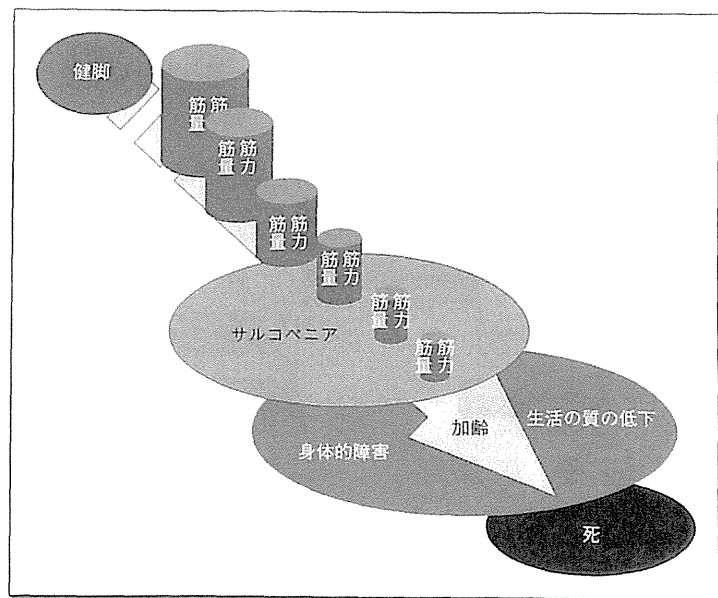 健脚
筋量 筋
筋量 筋力
筋量 筋力
筋量 筋力
筋量 筋力
筋量 筋力
サルコペニア
加齢
生活の質の低下
身体的障害
死